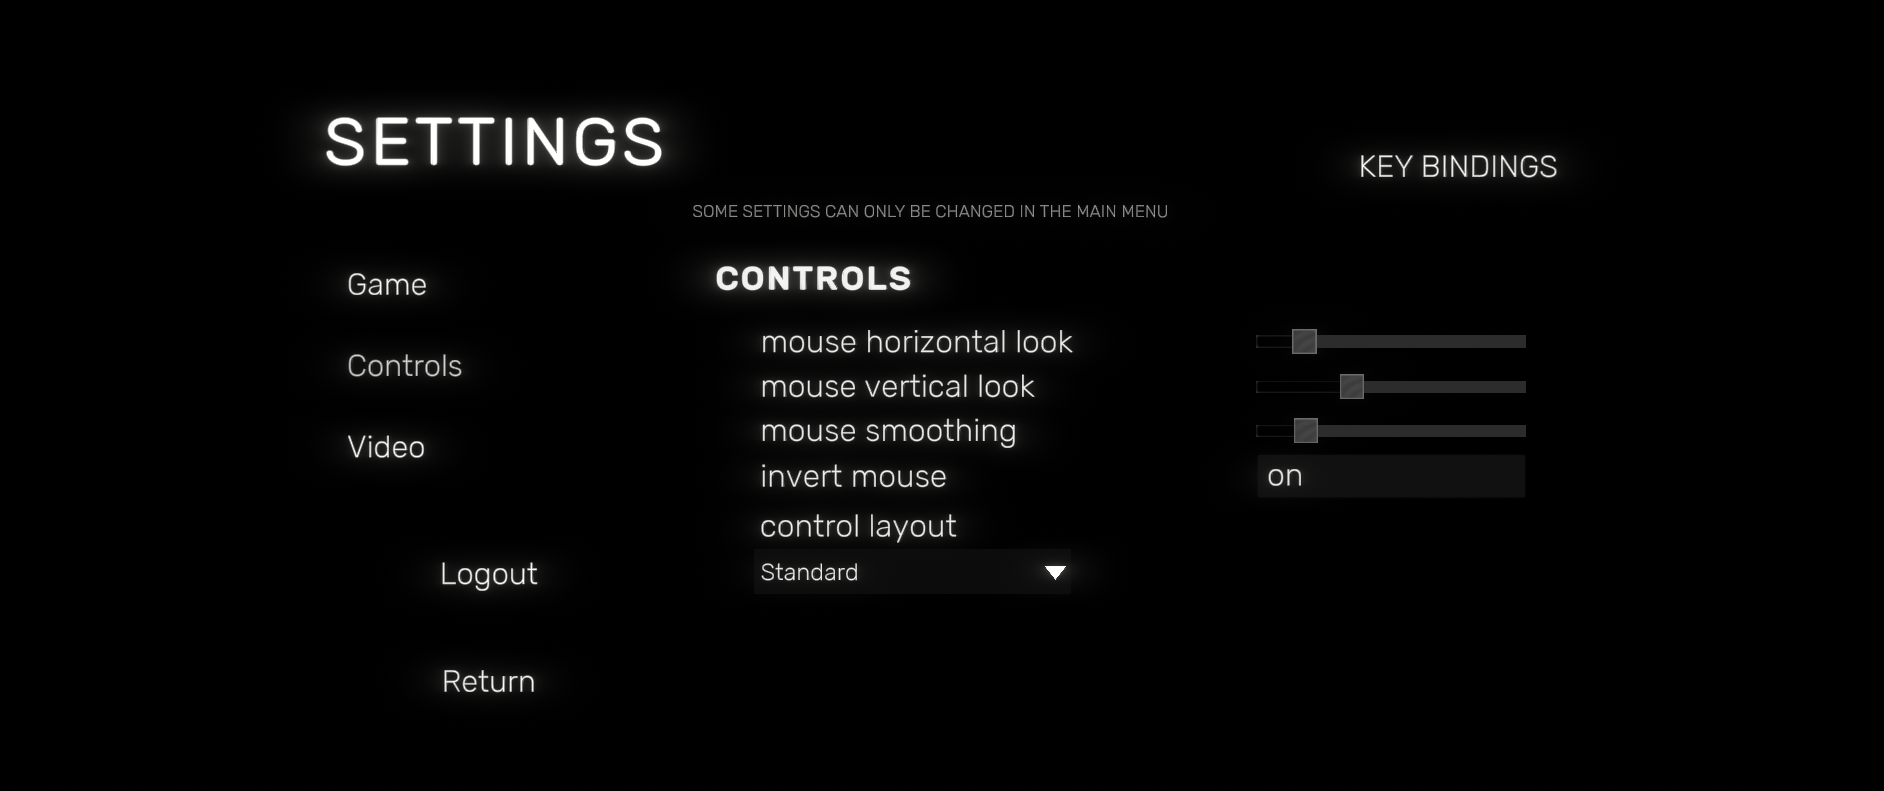 SETTINGS
KEY BINDINGS
SOME SETTINGS CAN ONLY BE CHANGED IN THE MAIN MENU
Game
Controls
Video
Logout
Return
CONTROLS
mouse horizontal look
mouse vertical look
mouse smoothing
invert mouse
on
control layout
Standard